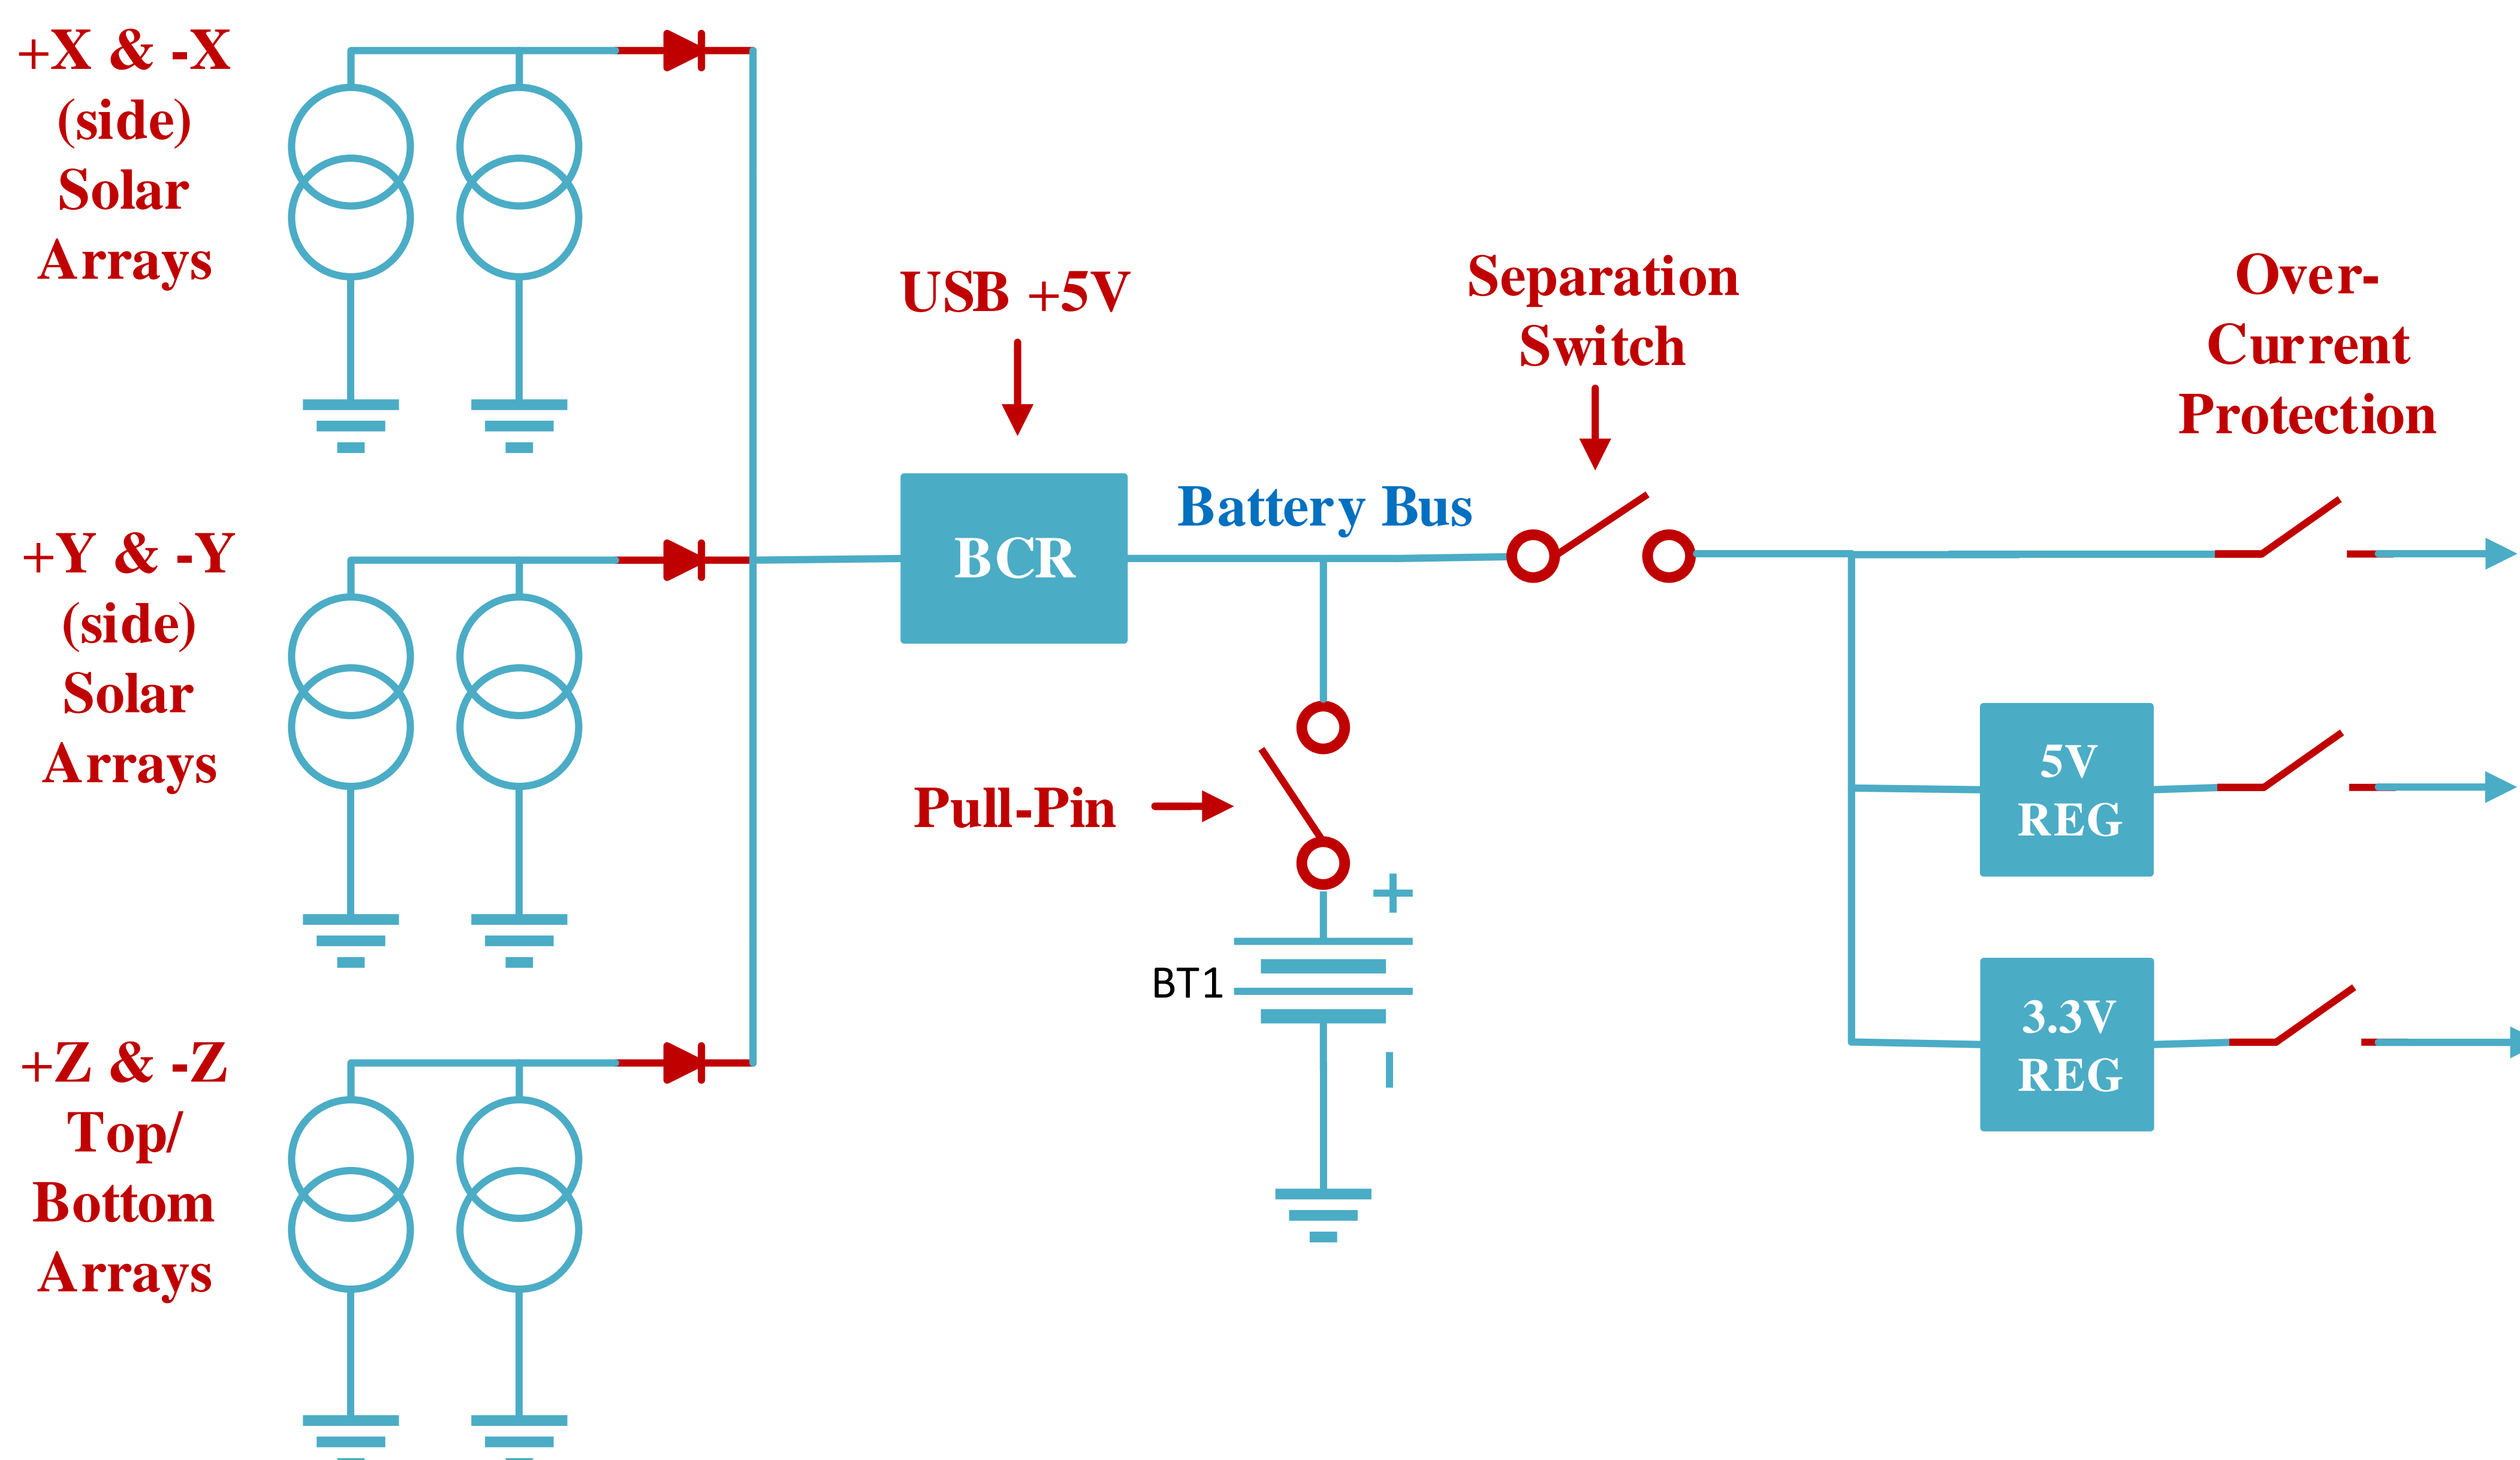 +X & -X
(side)
Solar
Arrays
USB +5V
Separation
Switch
Over-
Current
Protection
Battery Bus
BCR
+Y & -Y
(side)
Solar
Arrays
Pull-Pin
5V
REG
+
BT1
-
3.3V
REG
+Z & -Z
Top/
Bottom
Arrays